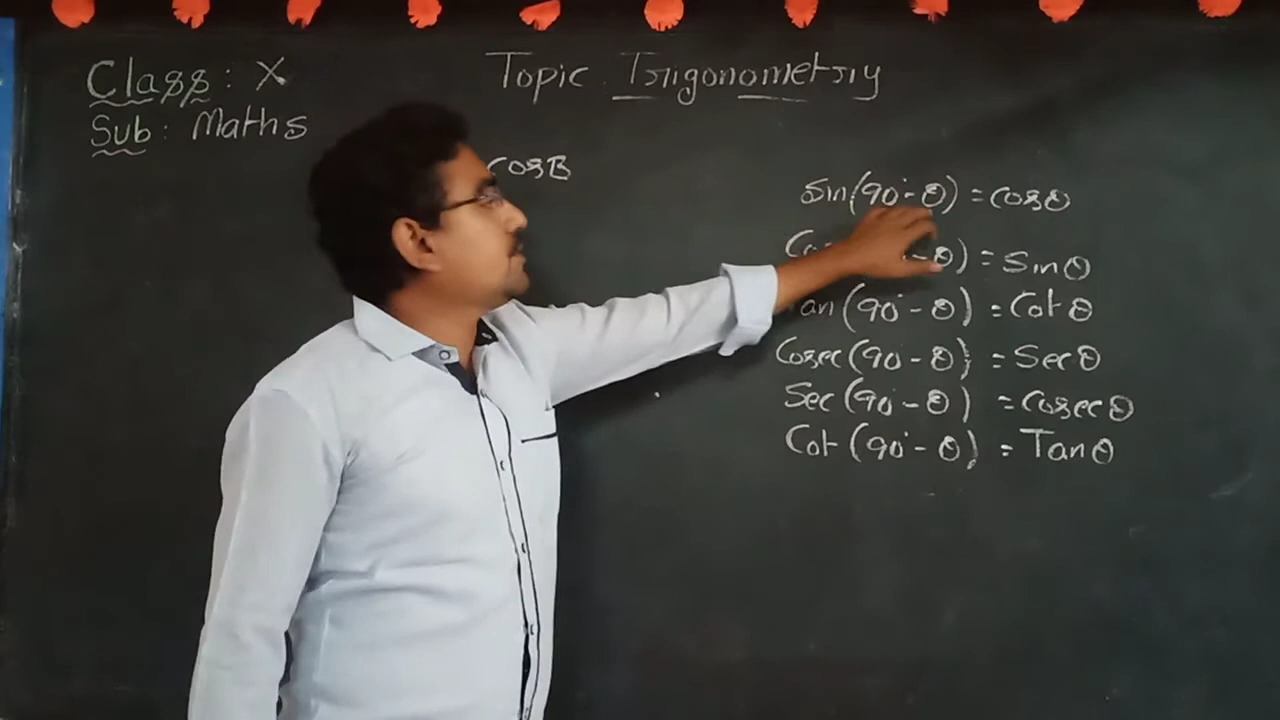 Class: X
Topic: Trigonometry
Sub: Maths
cosB
sin(90°-θ) = cosθ
-θ) = sinθ
an(90°-θ) = Cotθ
Cosec(90°-θ) = Secθ
Sec(90°-θ) = cosecθ
Cot(90°-θ) = Tanθ